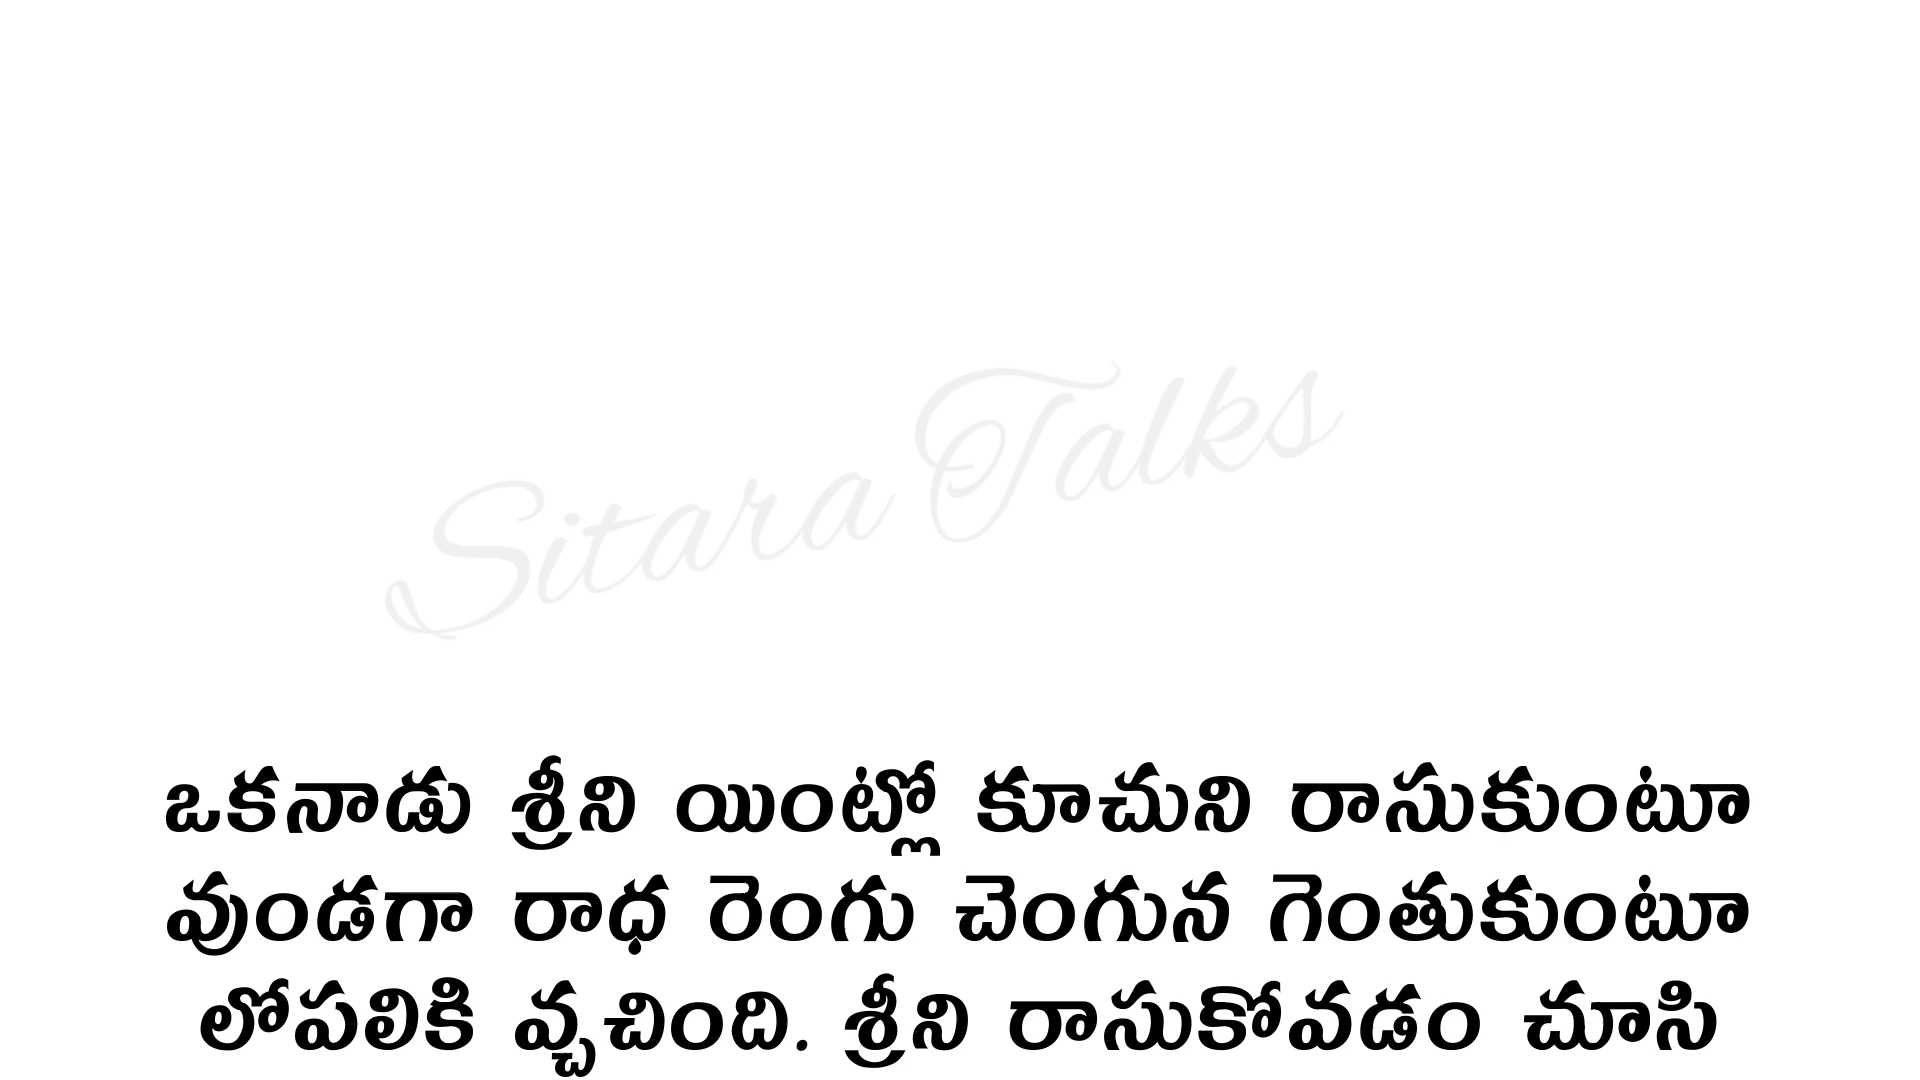 Sitara Talks
ఒకనాడు శ్రీని యింట్లో కూచుని రాసుకుంటూ
వుండగా రాధ రెంగు చెంగున గెంతుకుంటూ
లోపలికి వ్చచింది. శ్రీని రాసుకోవడం చూసి